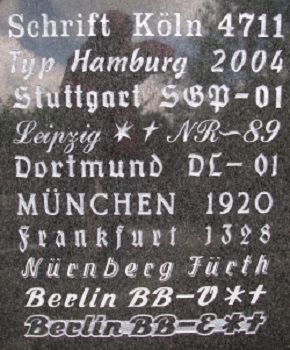 Schrift Köln 4711
Typ Hamburg 2004
Stuttgart SGP-01
Leipzig * † NR-89
Dortmund DL-01
MÜNCHEN 1920
Frankfurt 1328
Nürnberg Fürth
Berlin BB-V*†
Berlin BB-E*†